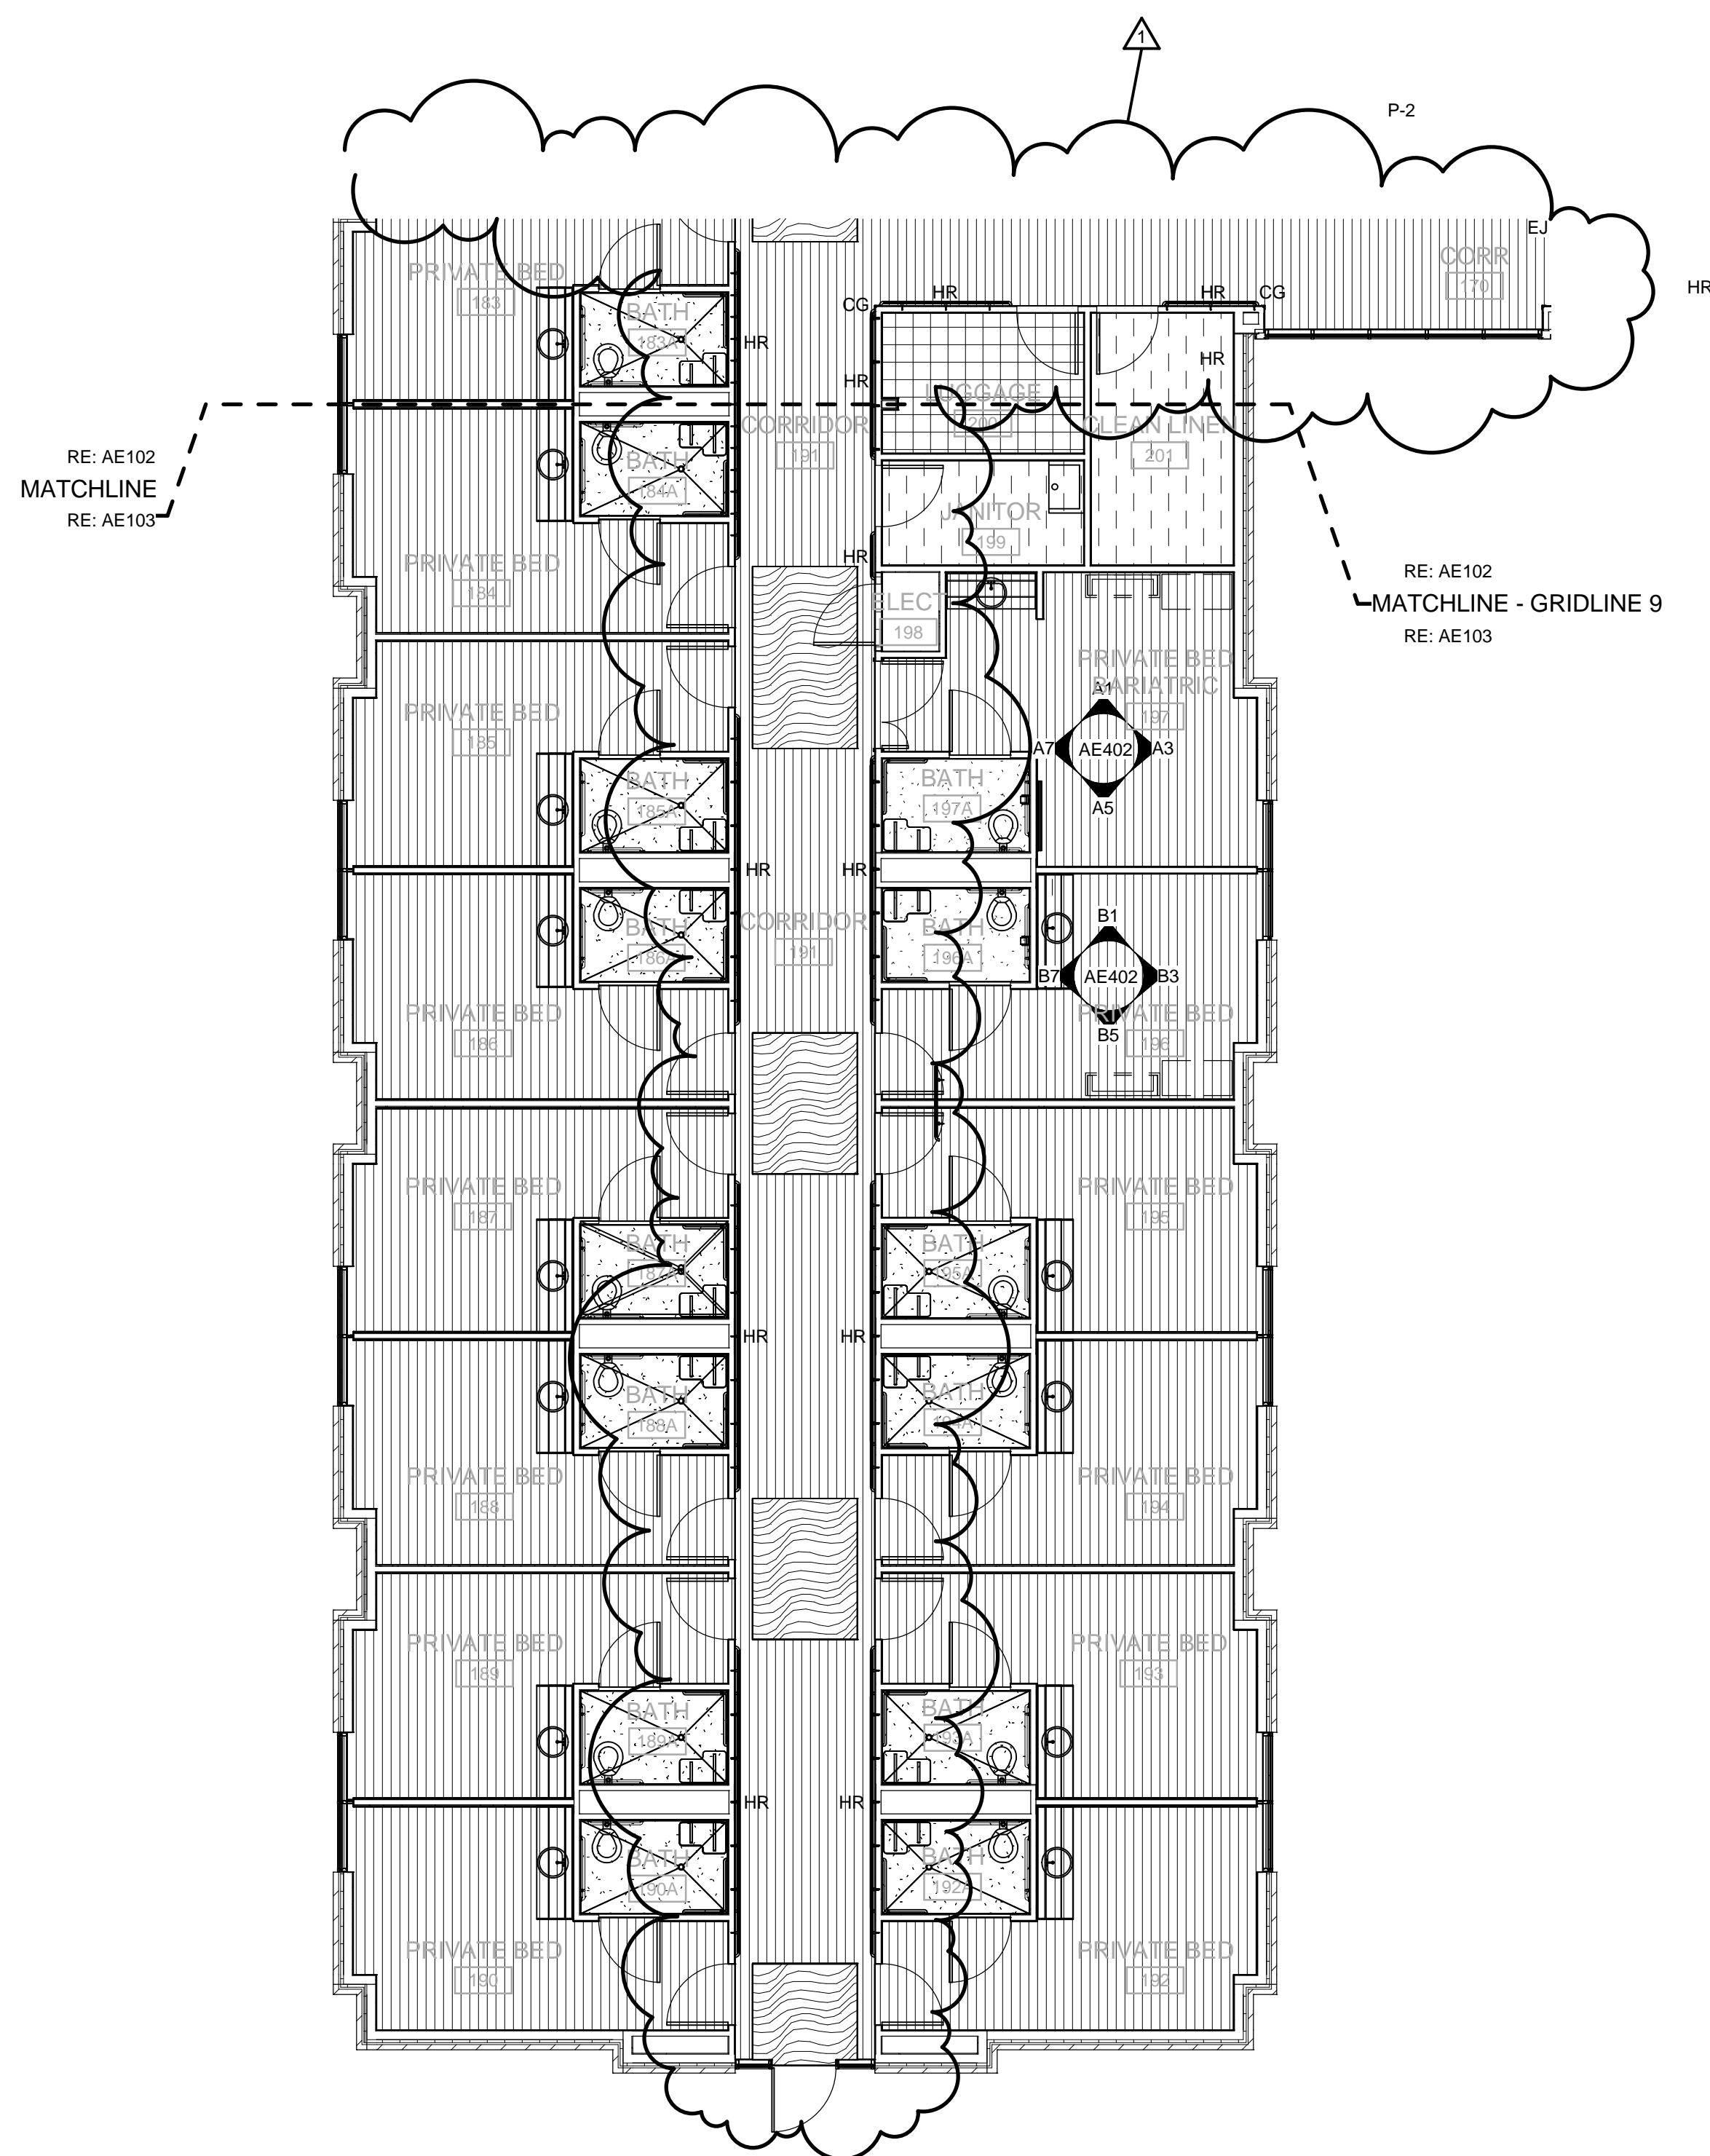 1
P-2
EJ
PRIVATE BED
183
CORR
170
HR
CG
HR
HR
CG
BATH
183A
HR
HR
HR
LUGGAGE
200
CORRIDOR
191
CLEAN LINEN
201
RE: AE102
MATCHLINE
RE: AE103
BATH
184A
JANITOR
199
HR
PRIVATE BED
184
RE: AE102
MATCHLINE - GRIDLINE 9
RE: AE103
ELECT
198
PRIVATE BED
BARIATRIC
197
A1
A7
AE402
A3
A5
PRIVATE BED
185
BATH
185A
BATH
197A
HR
HR
BATH
186A
CORRIDOR
191
BATH
196A
B1
B7
AE402
B3
B5
PRIVATE BED
186
PRIVATE BED
196
PRIVATE BED
187
PRIVATE BED
195
BATH
187A
BATH
195A
HR
HR
BATH
188A
BATH
194A
PRIVATE BED
188
PRIVATE BED
194
PRIVATE BED
189
PRIVATE BED
193
BATH
189A
BATH
193A
HR
HR
BATH
190A
BATH
192A
PRIVATE BED
190
PRIVATE BED
192